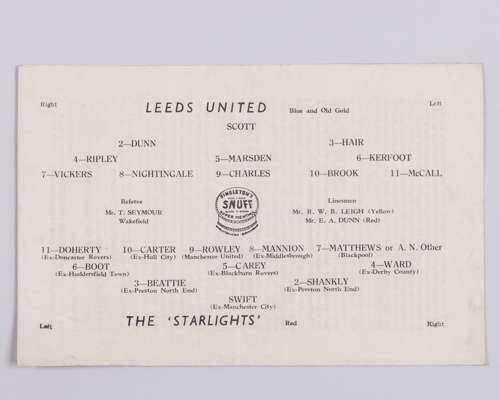 Right LEEDS UNITED Blue and Old Gold Left
SCOTT
2—DUNN 3—HAIR
4—RIPLEY 5—MARSDEN 6—KERFOOT
7—VICKERS 8—NIGHTINGALE 9—CHARLES 10—BROOK 11—McCALL
Referee Linesmen
Mr. T. SEYMOUR Mr. R. W. B. LEIGH (Yellow)
Wakefield Mr. E. A. DUNN (Red)
SINGLETON'S
SNUFF
SUPER MENTHOL
11—DOHERTY 10—CARTER 9—ROWLEY 8—MANNION 7—MATTHEWS or A. N. Other
(Ex-Doncaster Rovers) (Ex-Hull City) (Manchester United) (Ex-Middlesbrough) (Blackpool)
6—BOOT 5—CAREY 4—WARD
(Ex-Huddersfield Town) (Ex-Blackburn Rovers) (Ex-Derby County)
3—BEATTIE 2—SHANKLY
(Ex-Preston North End) (Ex-Preston North End)
SWIFT
(Ex-Manchester City)
Left THE 'STARLIGHTS' Red Right